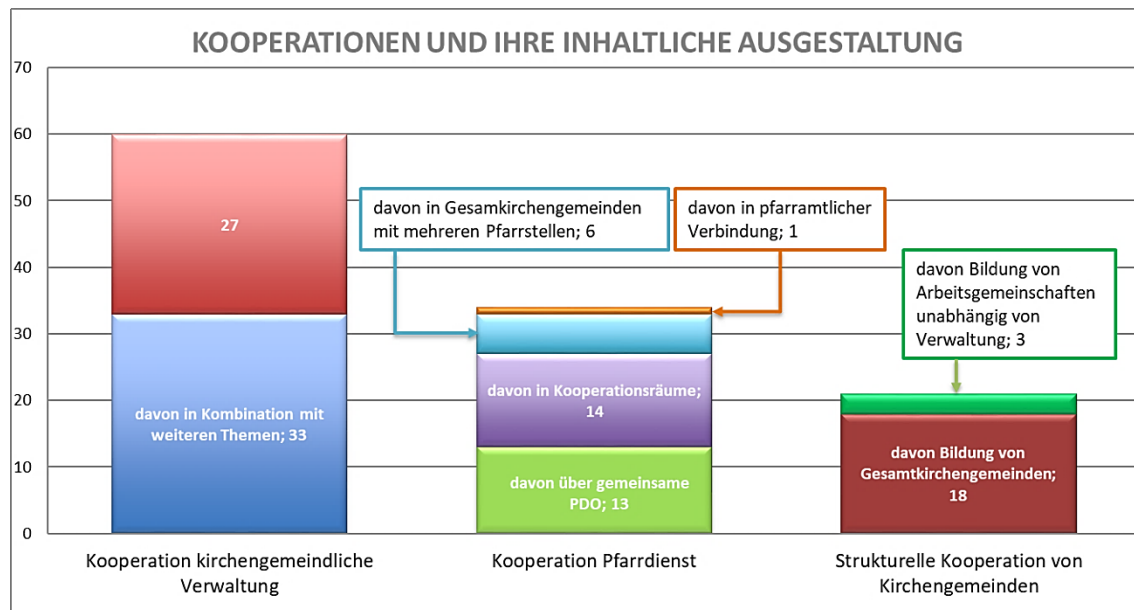 KOOPERATIONEN UND IHRE INHALTLICHE AUSGESTALTUNG
70
60
50
40
30
20
10
0
27
davon in Kombination mit
weiteren Themen; 33
davon in Gesamkirchengemeinden
mit mehreren Pfarrstellen; 6
davon in pfarramtlicher
Verbindung; 1
davon in Kooperationsräume;
14
davon über gemeinsame
PDO; 13
davon Bildung von
Arbeitsgemeinschaften
unabhängig von
Verwaltung; 3
davon Bildung von
Gesamtkirchengemeinden;
18
Kooperation kirchengemeindliche
Verwaltung
Kooperation Pfarrdienst
Strukturelle Kooperation von
Kirchengemeinden